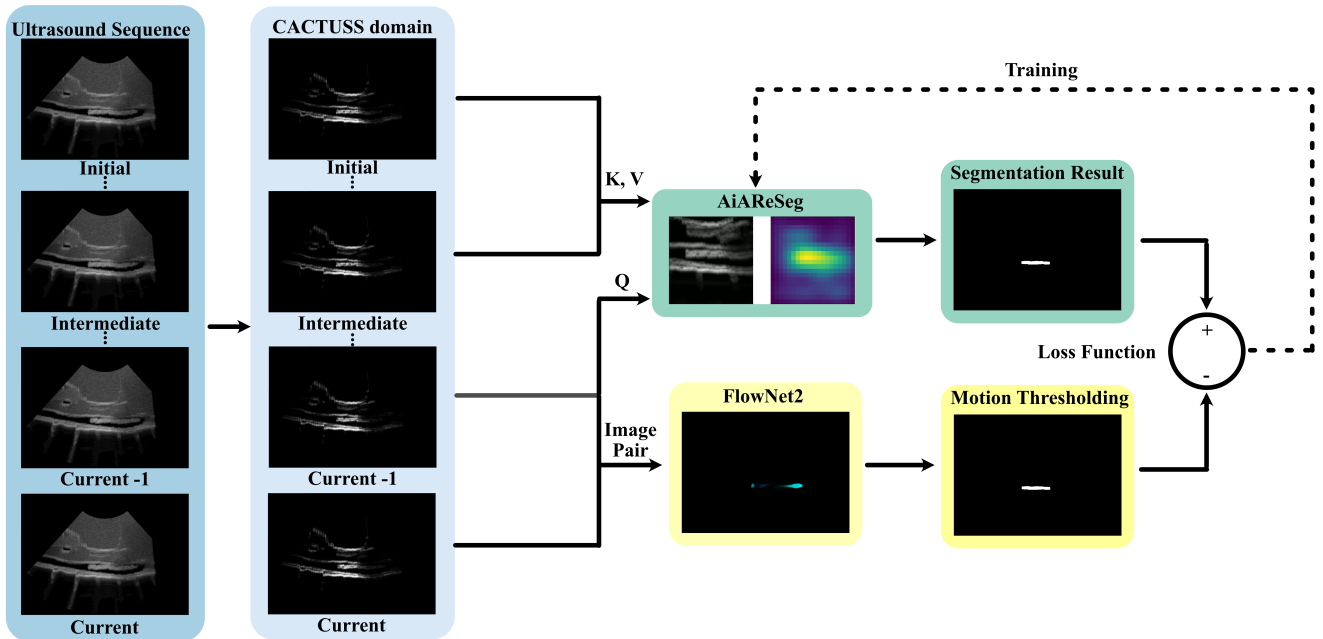 Ultrasound Sequence
Initial
Intermediate
Current -1
Current
CACTUSS domain
Initial
Intermediate
Current -1
Current
K, V
Q
Image
Pair
AiAReSeg
FlowNet2
Segmentation Result
Motion Thresholding
Training
Loss Function
+
-